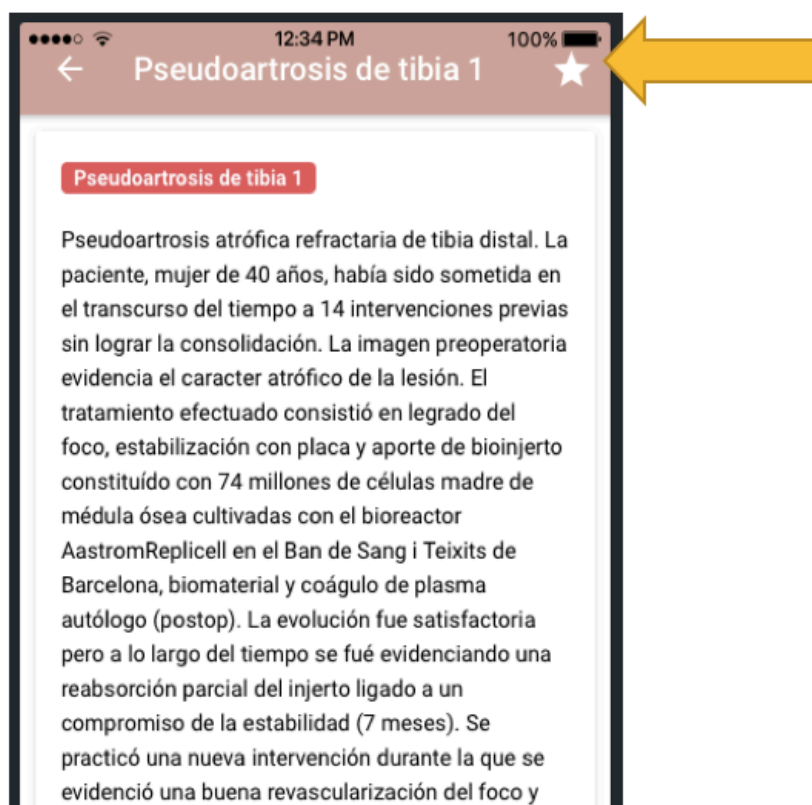 12:34 PM 100%
Pseudoartrosis de tibia 1
Pseudoartrosis de tibia 1
Pseudoartrosis atrófica refractaria de tibia distal. La
paciente, mujer de 40 años, había sido sometida en
el transcurso del tiempo a 14 intervenciones previas
sin lograr la consolidación. La imagen preoperatoria
evidencia el caracter atrófico de la lesión. El
tratamiento efectuado consistió en legrado del
foco, estabilización con placa y aporte de bioinjerto
constituído con 74 millones de células madre de
médula ósea cultivadas con el bioreactor
AastromReplicell en el Ban de Sang i Teixits de
Barcelona, biomaterial y coágulo de plasma
autólogo (postop). La evolución fue satisfactoria
pero a lo largo del tiempo se fué evidenciando una
reabsorción parcial del injerto ligado a un
compromiso de la estabilidad (7 meses). Se
practicó una nueva intervención durante la que se
evidenció una buena revascularización del foco y